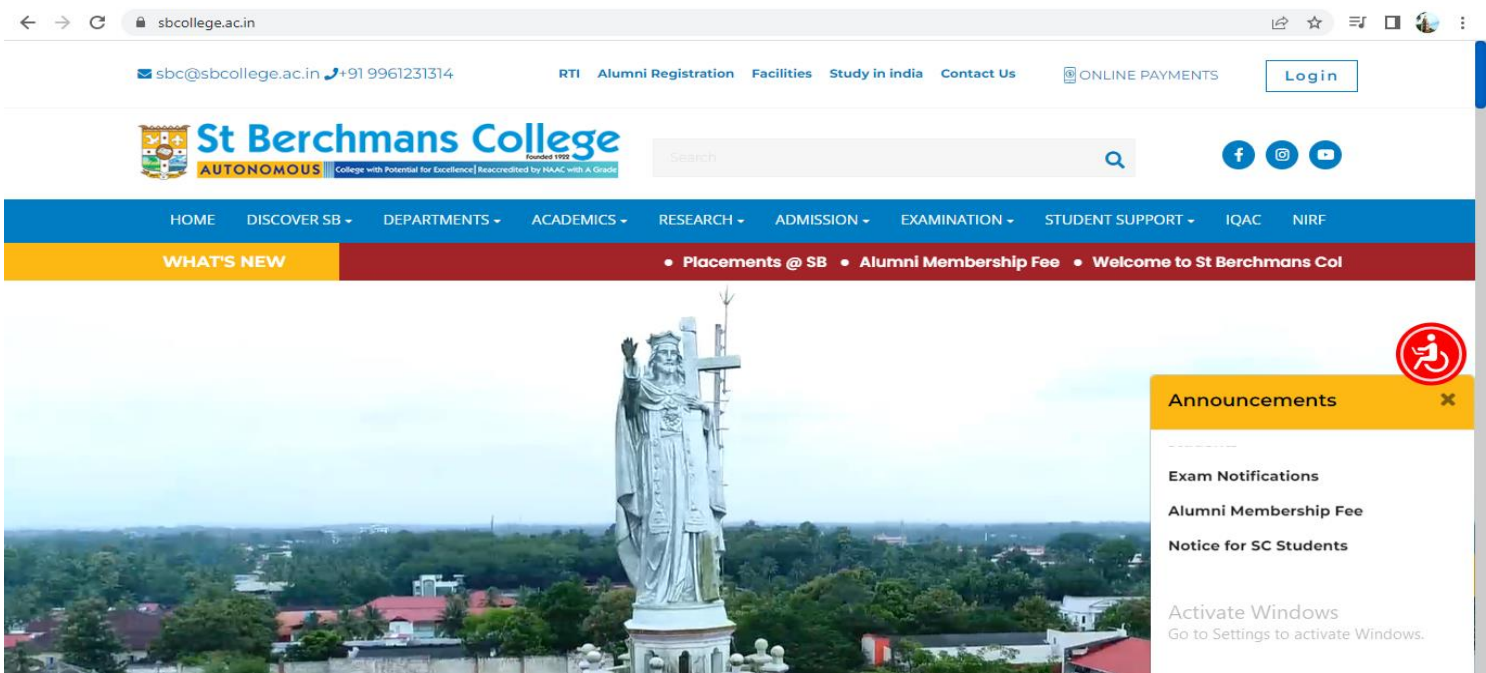 sbcollege.ac.in
sbc@sbcollege.ac.in +91 9961231314 RTI Alumni Registration Facilities Study in india Contact Us ONLINE PAYMENTS Login
St Berchmans College
Founded 1922
AUTONOMOUS College with Potential for Excellence | Reaccredited by NAAC with A Grade
Search
HOME DISCOVER SB DEPARTMENTS ACADEMICS RESEARCH ADMISSION EXAMINATION STUDENT SUPPORT IQAC NIRF
WHAT'S NEW • Placements @ SB • Alumni Membership Fee • Welcome to St Berchmans Col
Announcements
Exam Notifications
Alumni Membership Fee
Notice for SC Students
Activate Windows
Go to Settings to activate Windows.